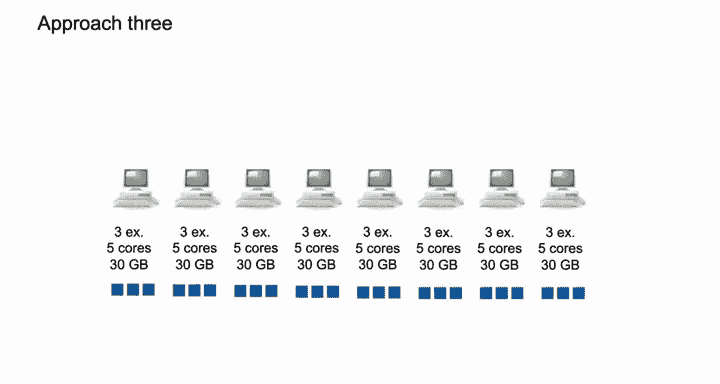 Approach three
3 ex. 3 ex. 3 ex. 3 ex. 3 ex. 3 ex. 3 ex. 3 ex.
5 cores 5 cores 5 cores 5 cores 5 cores 5 cores 5 cores 5 cores
30 GB 30 GB 30 GB 30 GB 30 GB 30 GB 30 GB 30 GB